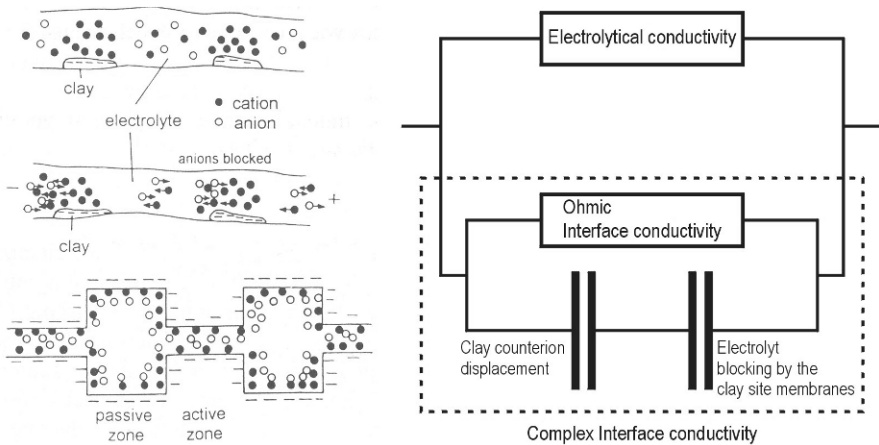 clay
electrolyte
cation
anion
anions blocked
−
+
clay
passive
zone
active
zone
Electrolytical conductivity
Ohmic
Interface conductivity
Clay counterion
displacement
Electrolyt
blocking by the
clay site membranes
Complex Interface conductivity